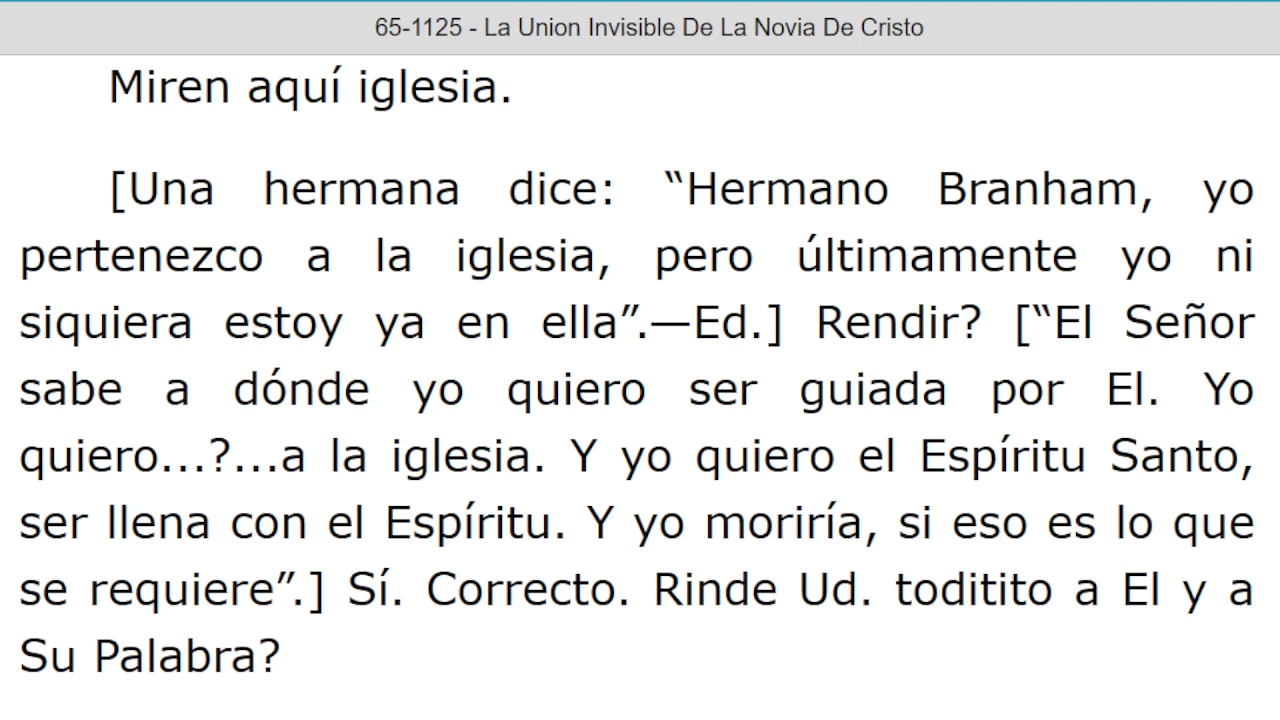 65-1125 - La Union Invisible De La Novia De Cristo
Miren aquí iglesia.
[Una hermana dice: “Hermano Branham, yo
pertenezco a la iglesia, pero últimamente yo ni
siquiera estoy ya en ella”.—Ed.] Rendir? [“El Señor
sabe a dónde yo quiero ser guiada por El. Yo
quiero...?...a la iglesia. Y yo quiero el Espíritu Santo,
ser llena con el Espíritu. Y yo moriría, si eso es lo que
se requiere”.] Sí. Correcto. Rinde Ud. toditito a El y a
Su Palabra?